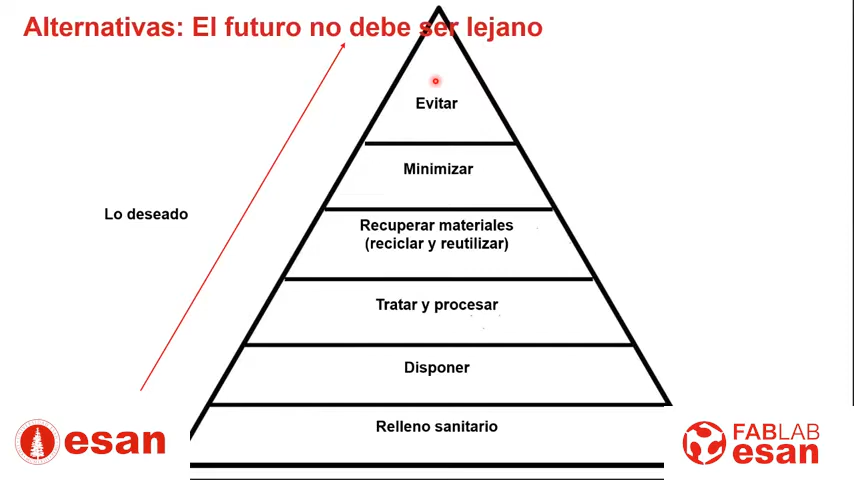 Alternativas: El futuro no debe ser lejano
Evitar
Minimizar
Lo deseado
Recuperar materiales
(reciclar y reutilizar)
Tratar y procesar
Disponer
Relleno sanitario
esan
FABLAB
esan